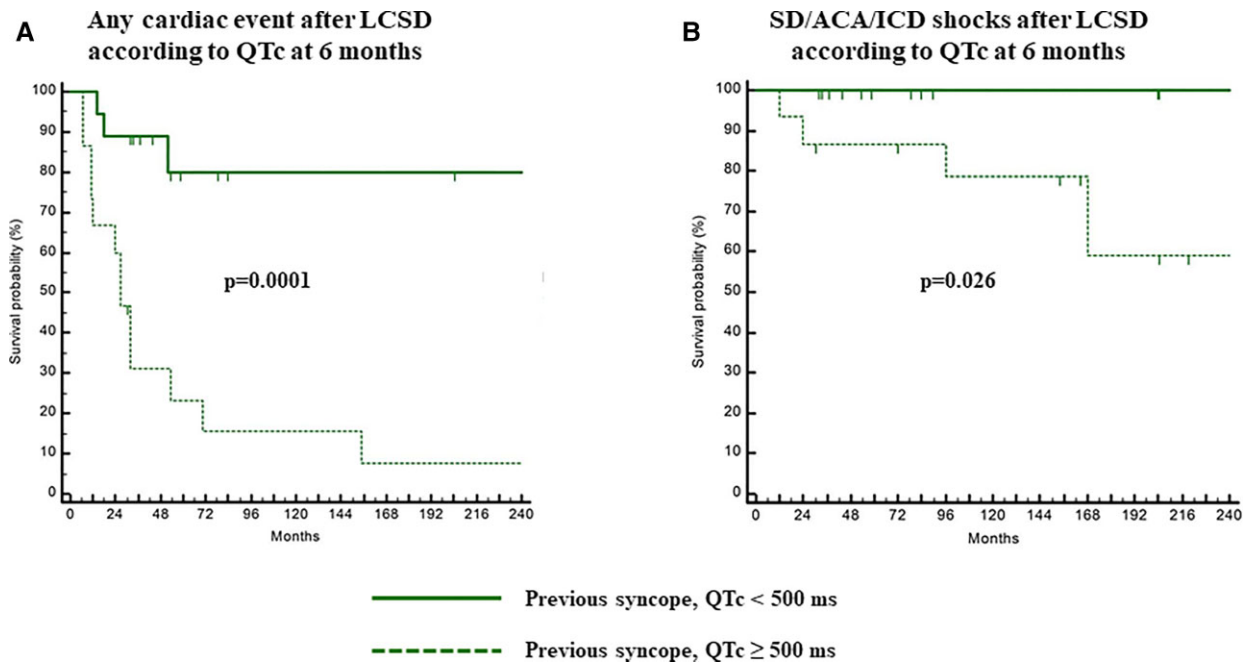 A
Any cardiac event after LCSD
according to QTc at 6 months
Survival probability (%)
100
90
80
70
60
50
40
30
20
10
0
p=0.0001
0 24 48 72 96 120 144 168 192 216 240
Months
B
SD/ACA/ICD shocks after LCSD
according to QTc at 6 months
Survival probability (%)
100
90
80
70
60
50
40
30
20
10
0
p=0.026
0 24 48 72 96 120 144 168 192 216 240
Months
Previous syncope, QTc < 500 ms
Previous syncope, QTc ≥ 500 ms